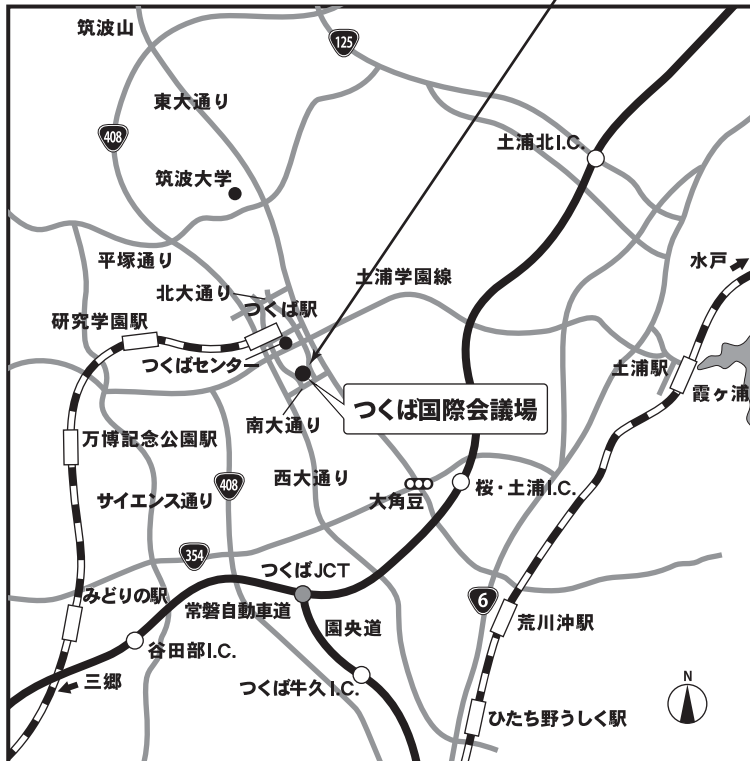 筑波山
125
東大通り
408
土浦北I.C.
筑波大学
平塚通り
水戸
土浦学園線
北大通り
つくば駅
研究学園駅
つくばセンター
土浦駅
霞ヶ浦
つくば国際会議場
南大通り
万博記念公園駅
西大通り
408
サイエンス通り
大角豆
桜・土浦I.C.
354
つくばJCT
みどりの駅
常磐自動車道
6
園央道
荒川沖駅
谷田部I.C.
三郷
つくば牛久I.C.
N
ひたち野うしく駅